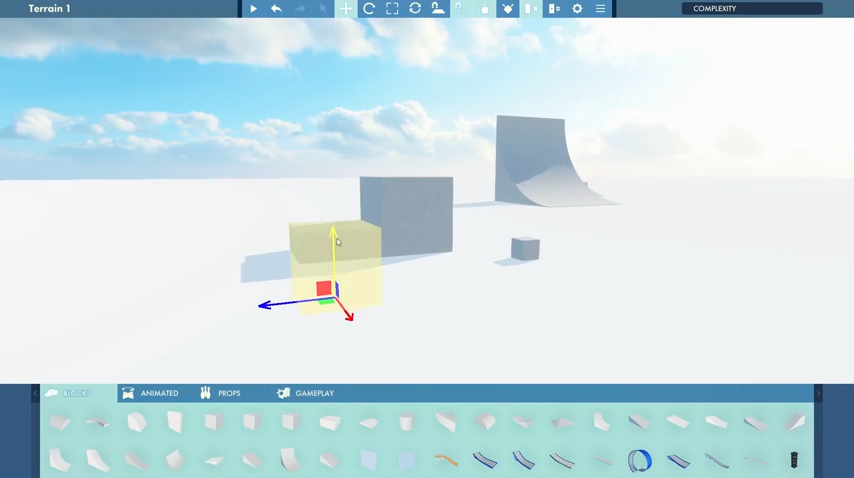 Terrain 1
COMPLEXITY
BLOCKS
ANIMATED
PROPS
GAMEPLAY